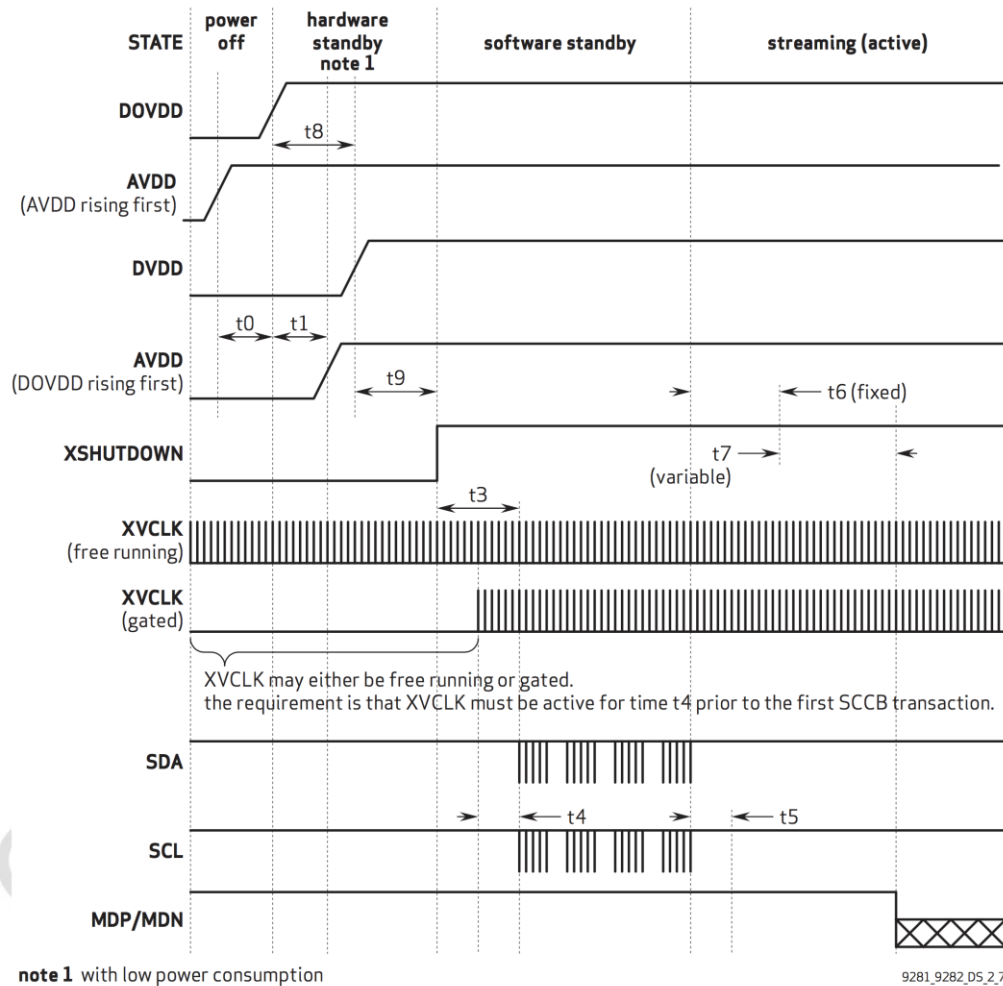 STATE
power
off
hardware
standby
note 1
software standby
streaming (active)
DOVDD
t8
AVDD
(AVDD rising first)
DVDD
t0
t1
AVDD
(DOVDD rising first)
t9
t6 (fixed)
XSHUTDOWN
t7
(variable)
t3
XVCLK
(free running)
XVCLK
(gated)
XVCLK may either be free running or gated.
the requirement is that XVCLK must be active for time t4 prior to the first SCCB transaction.
SDA
t4
t5
SCL
MDP/MDN
note 1 with low power consumption
9281_9282_DS_2_7